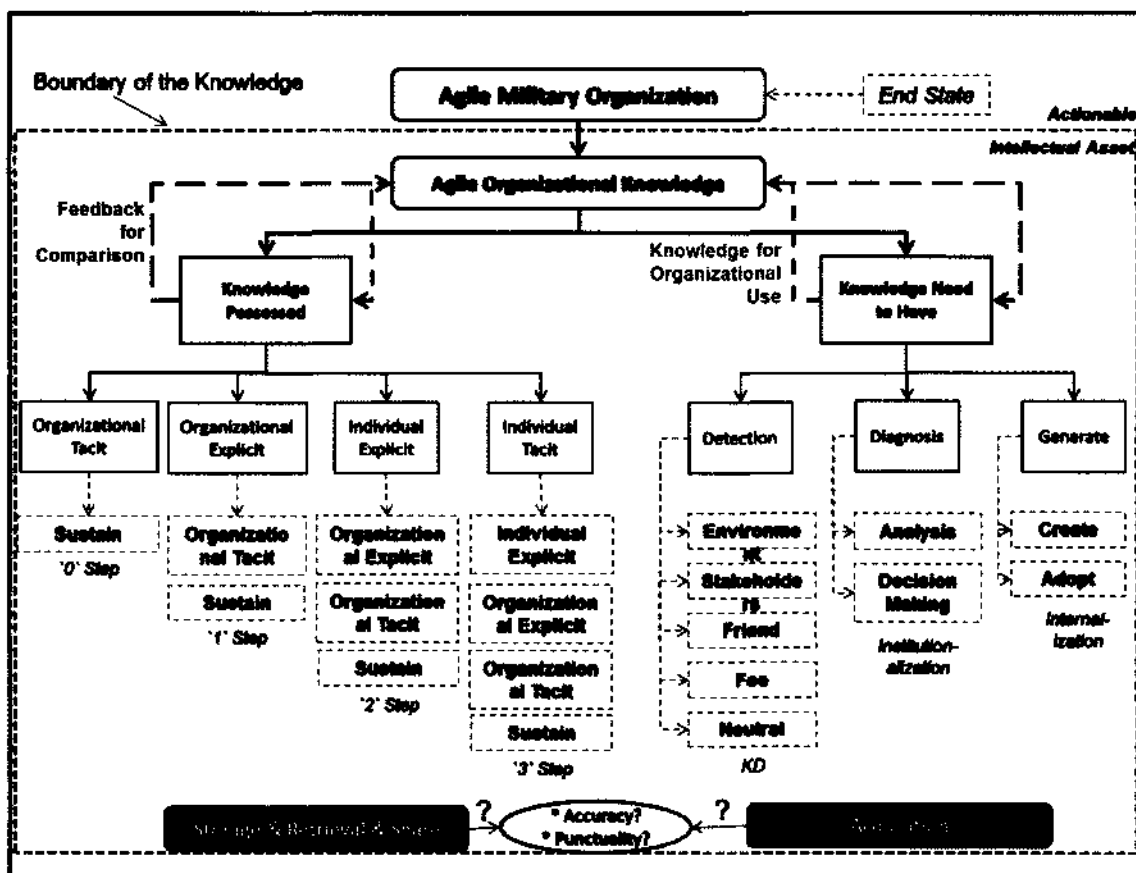 Boundary of the Knowledge
Agile Military Organization
End State
Actionable
Intellectual Asset
Agile Organizational Knowledge
Feedback
for
Comparison
Knowledge for
Organizational
Use
Knowledge
Possessed
Knowledge Need
to Have
Organizational
Tacit
Organizational
Explicit
Individual
Explicit
Individual
Tacit
Detection
Diagnosis
Generate
Sustain
'0' Step
Organizatio
nal Tacit
Sustain
'1' Step
Organization
al Explicit
Organization
al Tacit
Sustain
'2' Step
Individual
Explicit
Organization
al Explicit
Organization
al Tacit
Sustain
'3' Step
Environme
nt
Stakeholde
rs
Friend
Foe
Neutral
KD
Analysis
Decision
Making
Institution-
alization
Create
Adopt
Internal-
ization
Storage & Retrieval &
?
* Accuracy?
* Punctuality?
?